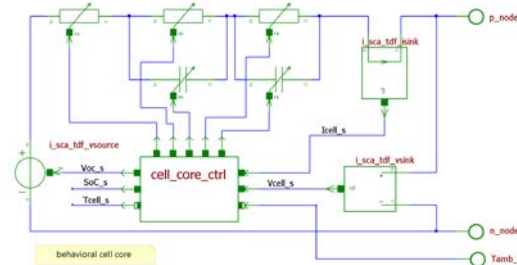 p_node
i_sca_tdf_isink
Icell_s
i_sca_tdf_vsource
i_sca_tdf_vsink
Voc_s
cell_core_ctrl
SoC_s
Vcell_s
Tcell_s
n_node
behavioral cell core
Tamb_